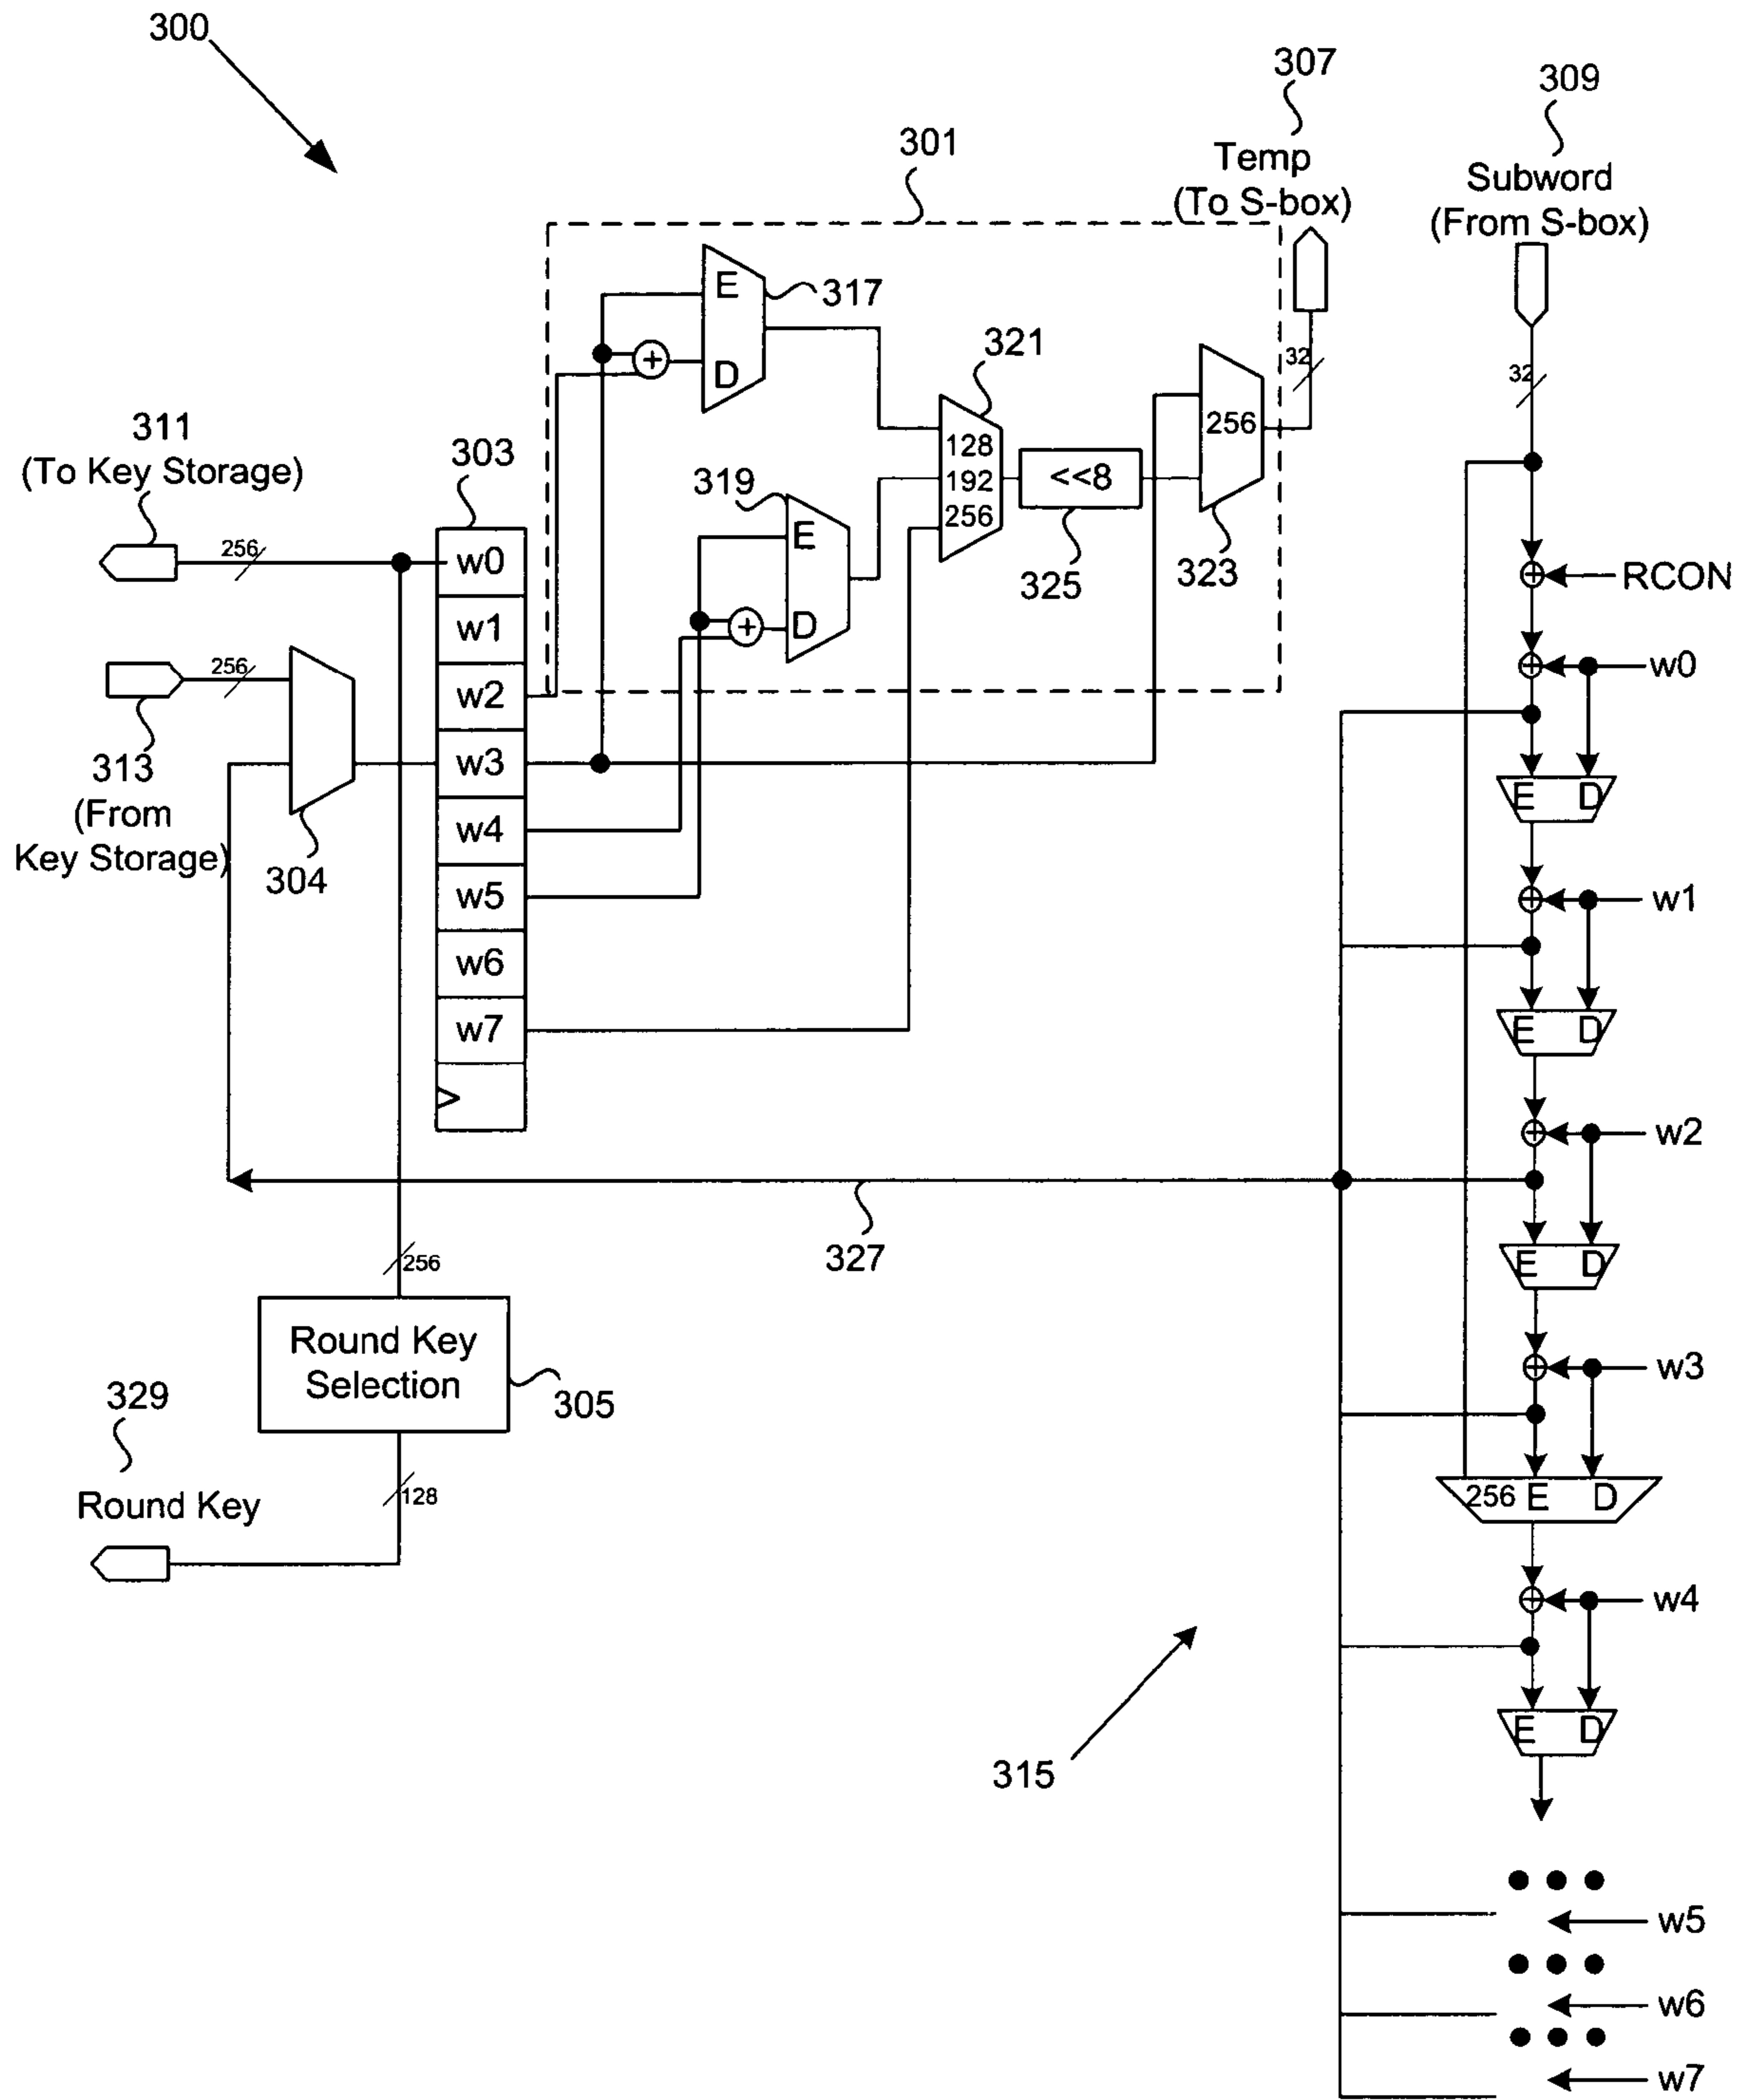 300
307
309
301
Temp
(To S-box)
Subword
(From S-box)
E
317
D
321
32
32
311
(To Key Storage)
303
319
128
192
256
<<8
256
E
D
325
323
RCON
256
w0
w1
w2
w3
w4
w5
w6
w7
256
313
(From
Key Storage)
304
w0
E D
w1
E D
w2
E D
327
256
Round Key
Selection
305
w3
329
Round Key
128
256 E D
w4
E D
315
w5
w6
w7